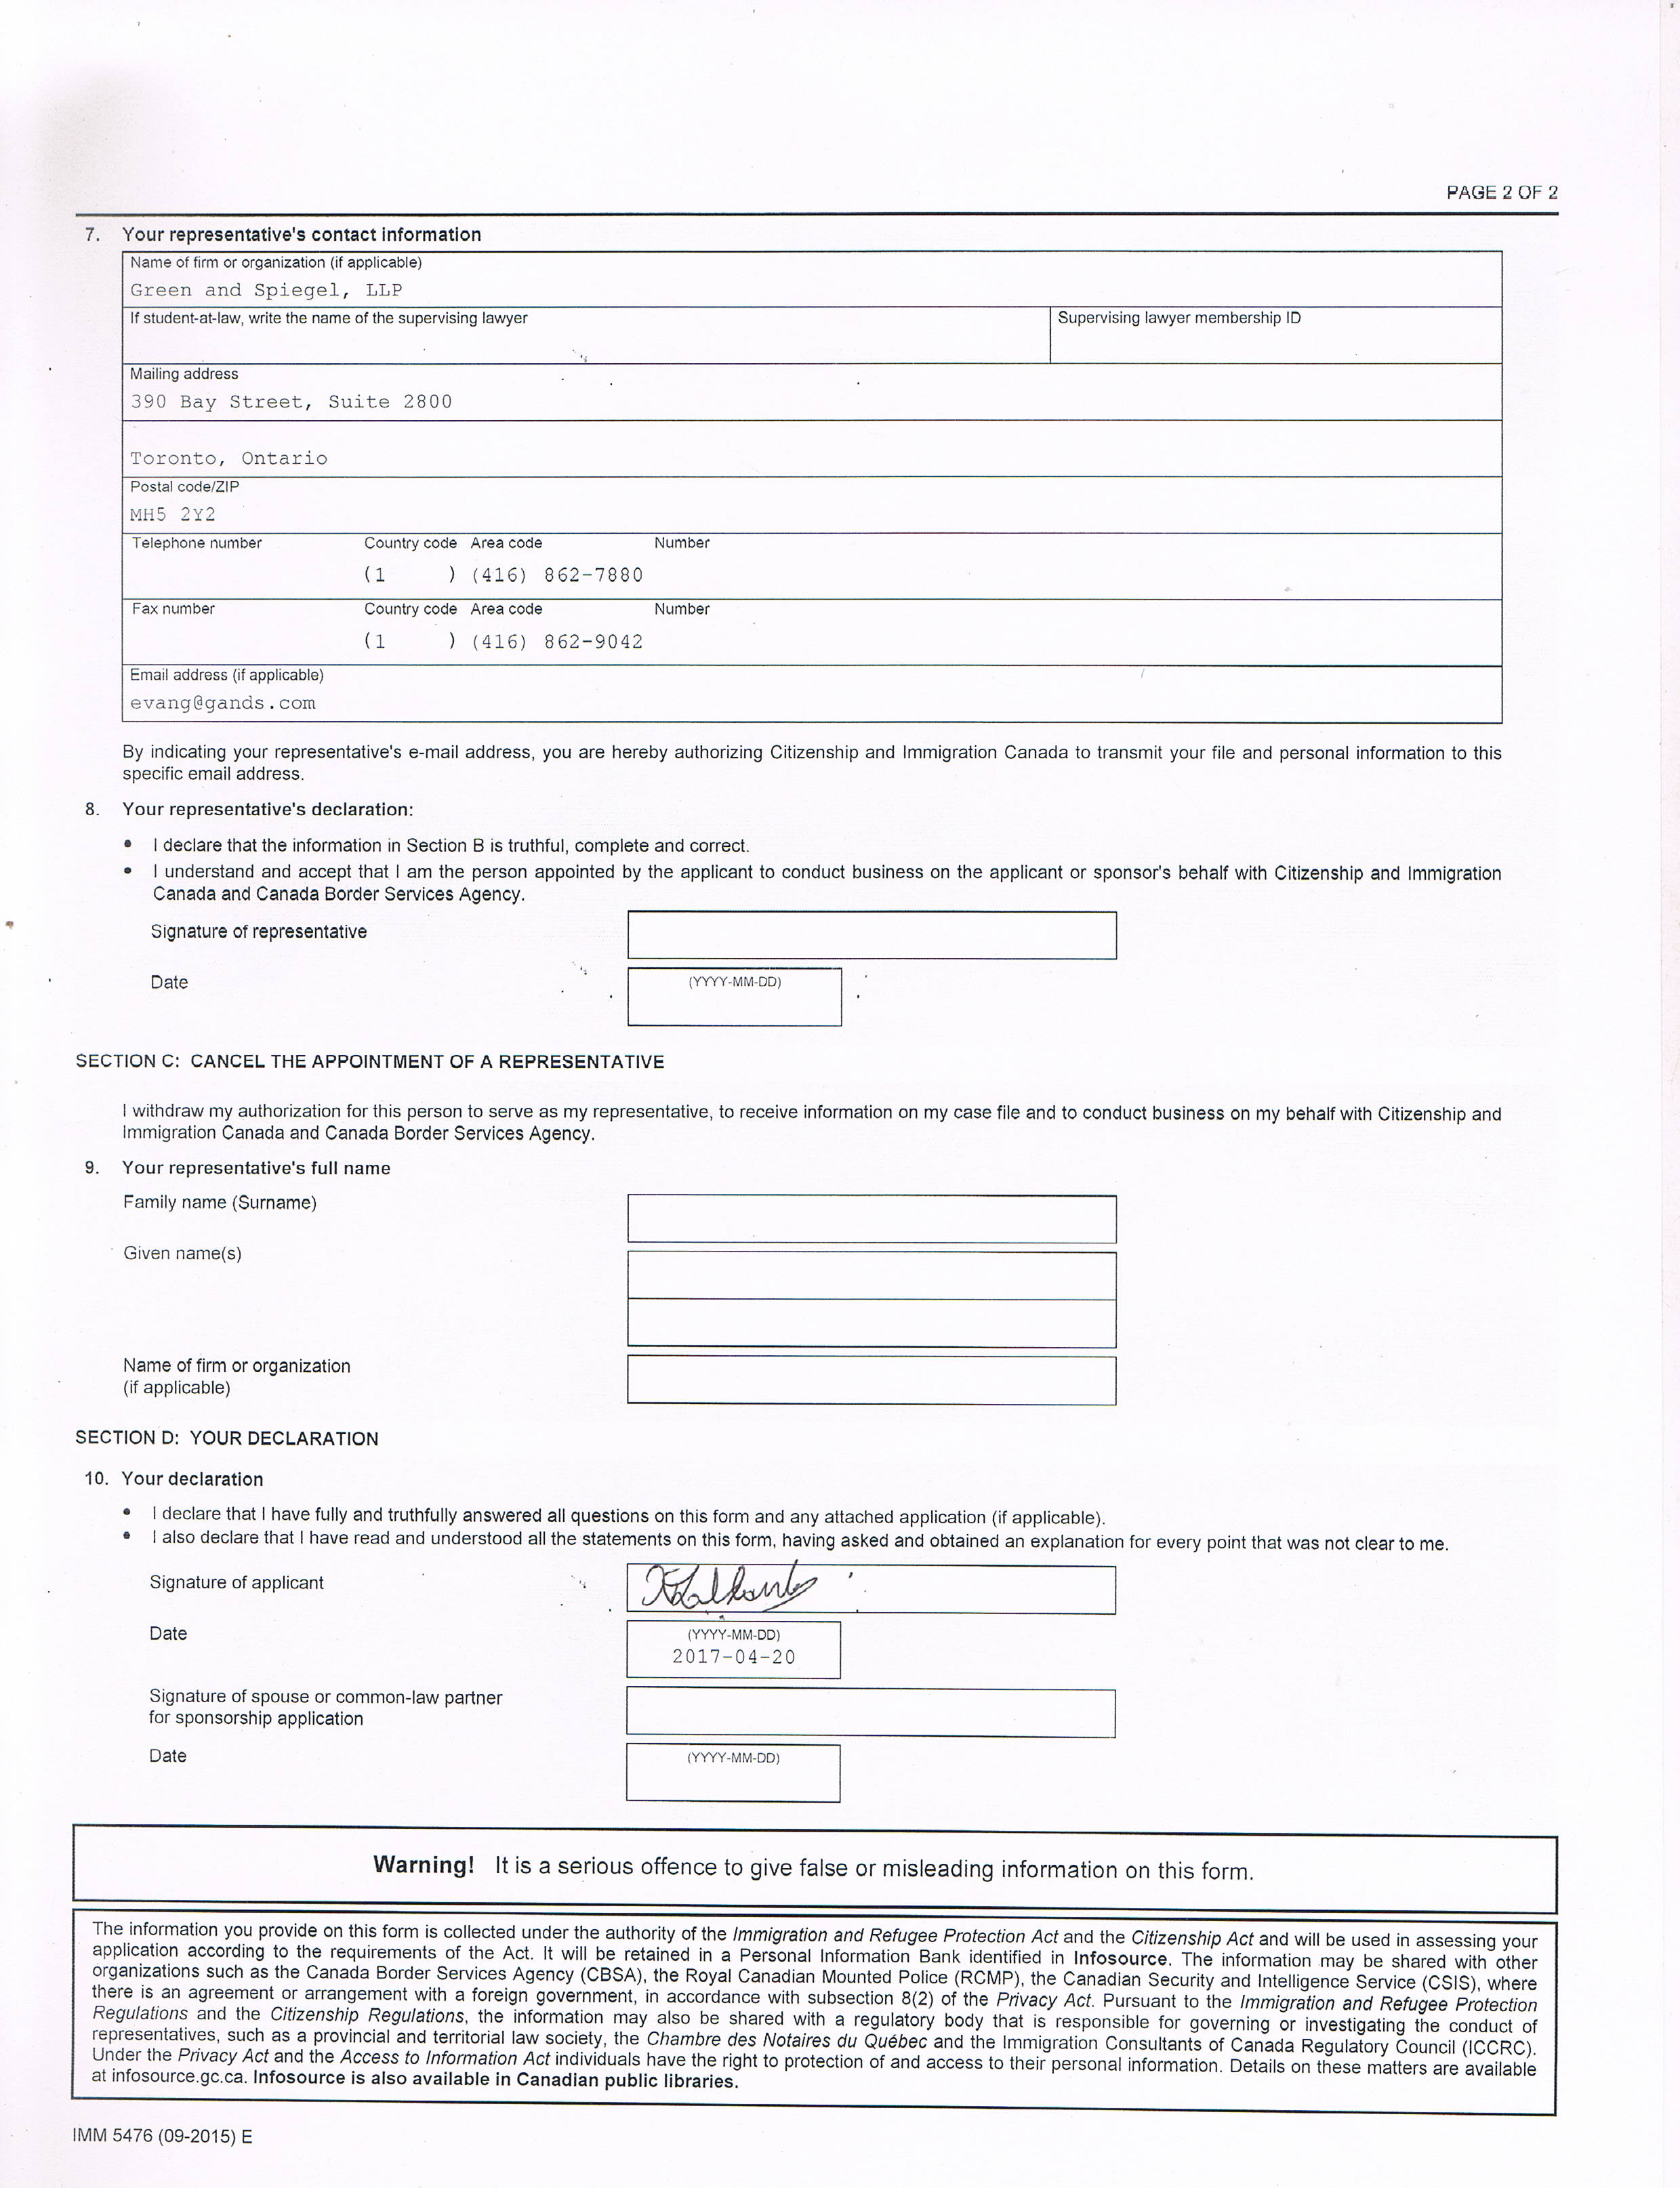 PAGE 2 OF 2
7. Your representative's contact information
Name of firm or organization (if applicable)
Green and Spiegel, LLP
If student-at-law, write the name of the supervising lawyer
Supervising lawyer membership ID
Mailing address
390 Bay Street, Suite 2800
Toronto, Ontario
Postal code/ZIP
MH5 2Y2
Telephone number Country code Area code Number
(1 ) (416) 862-7880
Fax number Country code Area code Number
(1 ) (416) 862-9042
Email address (if applicable)
evang@gands.com
By indicating your representative's e-mail address, you are hereby authorizing Citizenship and Immigration Canada to transmit your file and personal information to this
specific email address.
8. Your representative's declaration:
• I declare that the information in Section B is truthful, complete and correct.
• I understand and accept that I am the person appointed by the applicant to conduct business on the applicant or sponsor's behalf with Citizenship and Immigration
Canada and Canada Border Services Agency.
Signature of representative
Date
(YYYY-MM-DD)
SECTION C: CANCEL THE APPOINTMENT OF A REPRESENTATIVE
I withdraw my authorization for this person to serve as my representative, to receive information on my case file and to conduct business on my behalf with Citizenship and
Immigration Canada and Canada Border Services Agency.
9. Your representative's full name
Family name (Surname)
Given name(s)
Name of firm or organization
(if applicable)
SECTION D: YOUR DECLARATION
10. Your declaration
• I declare that I have fully and truthfully answered all questions on this form and any attached application (if applicable).
• I also declare that I have read and understood all the statements on this form, having asked and obtained an explanation for every point that was not clear to me.
Signature of applicant
Date
(YYYY-MM-DD)
2017-04-20
Signature of spouse or common-law partner
for sponsorship application
Date
(YYYY-MM-DD)
Warning! It is a serious offence to give false or misleading information on this form.
The information you provide on this form is collected under the authority of the Immigration and Refugee Protection Act and the Citizenship Act and will be used in assessing your
application according to the requirements of the Act. It will be retained in a Personal Information Bank identified in Infosource. The information may be shared with other
organizations such as the Canada Border Services Agency (CBSA), the Royal Canadian Mounted Police (RCMP), the Canadian Security and Intelligence Service (CSIS), where
there is an agreement or arrangement with a foreign government, in accordance with subsection 8(2) of the Privacy Act. Pursuant to the Immigration and Refugee Protection
Regulations and the Citizenship Regulations, the information may also be shared with a regulatory body that is responsible for governing or investigating the conduct of
representatives, such as a provincial and territorial law society, the Chambre des Notaires du Québec and the Immigration Consultants of Canada Regulatory Council (ICCRC).
Under the Privacy Act and the Access to Information Act individuals have the right to protection of and access to their personal information. Details on these matters are available
at infosource.gc.ca. Infosource is also available in Canadian public libraries.
IMM 5476 (09-2015) E